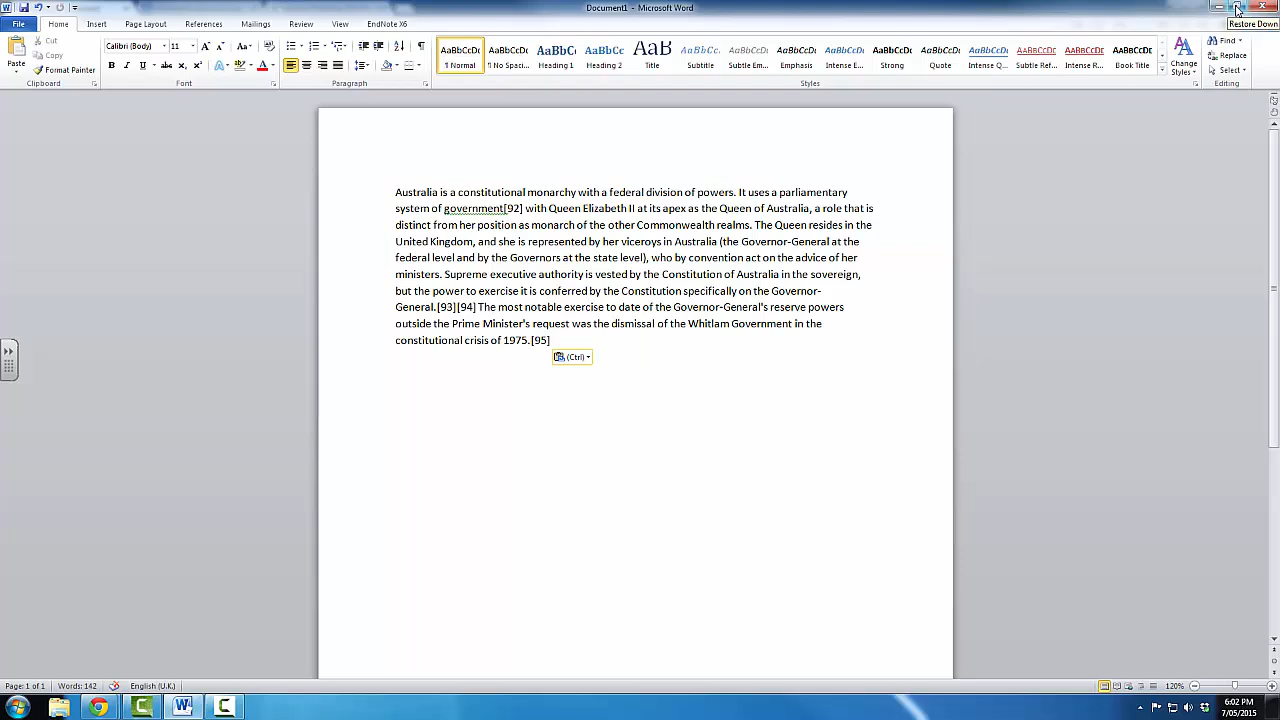 Document1 - Microsoft Word
Restore Down
File Home Insert Page Layout References Mailings Review View EndNote X6
Paste
Cut
Copy
Format Painter
Clipboard
Calibri (Body) 11
Font
Paragraph
AaBbCcDc AaBbCcDc AaBbC( AaBbCc AaB AaBbCc. AaBbCcDc AaBbCcDc AaBbCcDc AaBbCcDc AaBbCcDc AaBbCcDc AaBbCcDc AaBbCcDc AaBbCcDc
¶ Normal ¶ No Spaci... Heading 1 Heading 2 Title Subtitle Subtle Em... Emphasis Intense E... Strong Quote Intense Q... Subtle Ref... Intense R... Book Title
Styles
Change
Styles
Find
Replace
Select
Editing
Australia is a constitutional monarchy with a federal division of powers. It uses a parliamentary
system of government[92] with Queen Elizabeth II at its apex as the Queen of Australia, a role that is
distinct from her position as monarch of the other Commonwealth realms. The Queen resides in the
United Kingdom, and she is represented by her viceroys in Australia (the Governor-General at the
federal level and by the Governors at the state level), who by convention act on the advice of her
ministers. Supreme executive authority is vested by the Constitution of Australia in the sovereign,
but the power to exercise it is conferred by the Constitution specifically on the Governor-
General.[93][94] The most notable exercise to date of the Governor-General's reserve powers
outside the Prime Minister's request was the dismissal of the Whitlam Government in the
constitutional crisis of 1975.[95]
(Ctrl)
Page: 1 of 1 Words: 142 English (U.K.) 120%
6:02 PM
7/05/2015